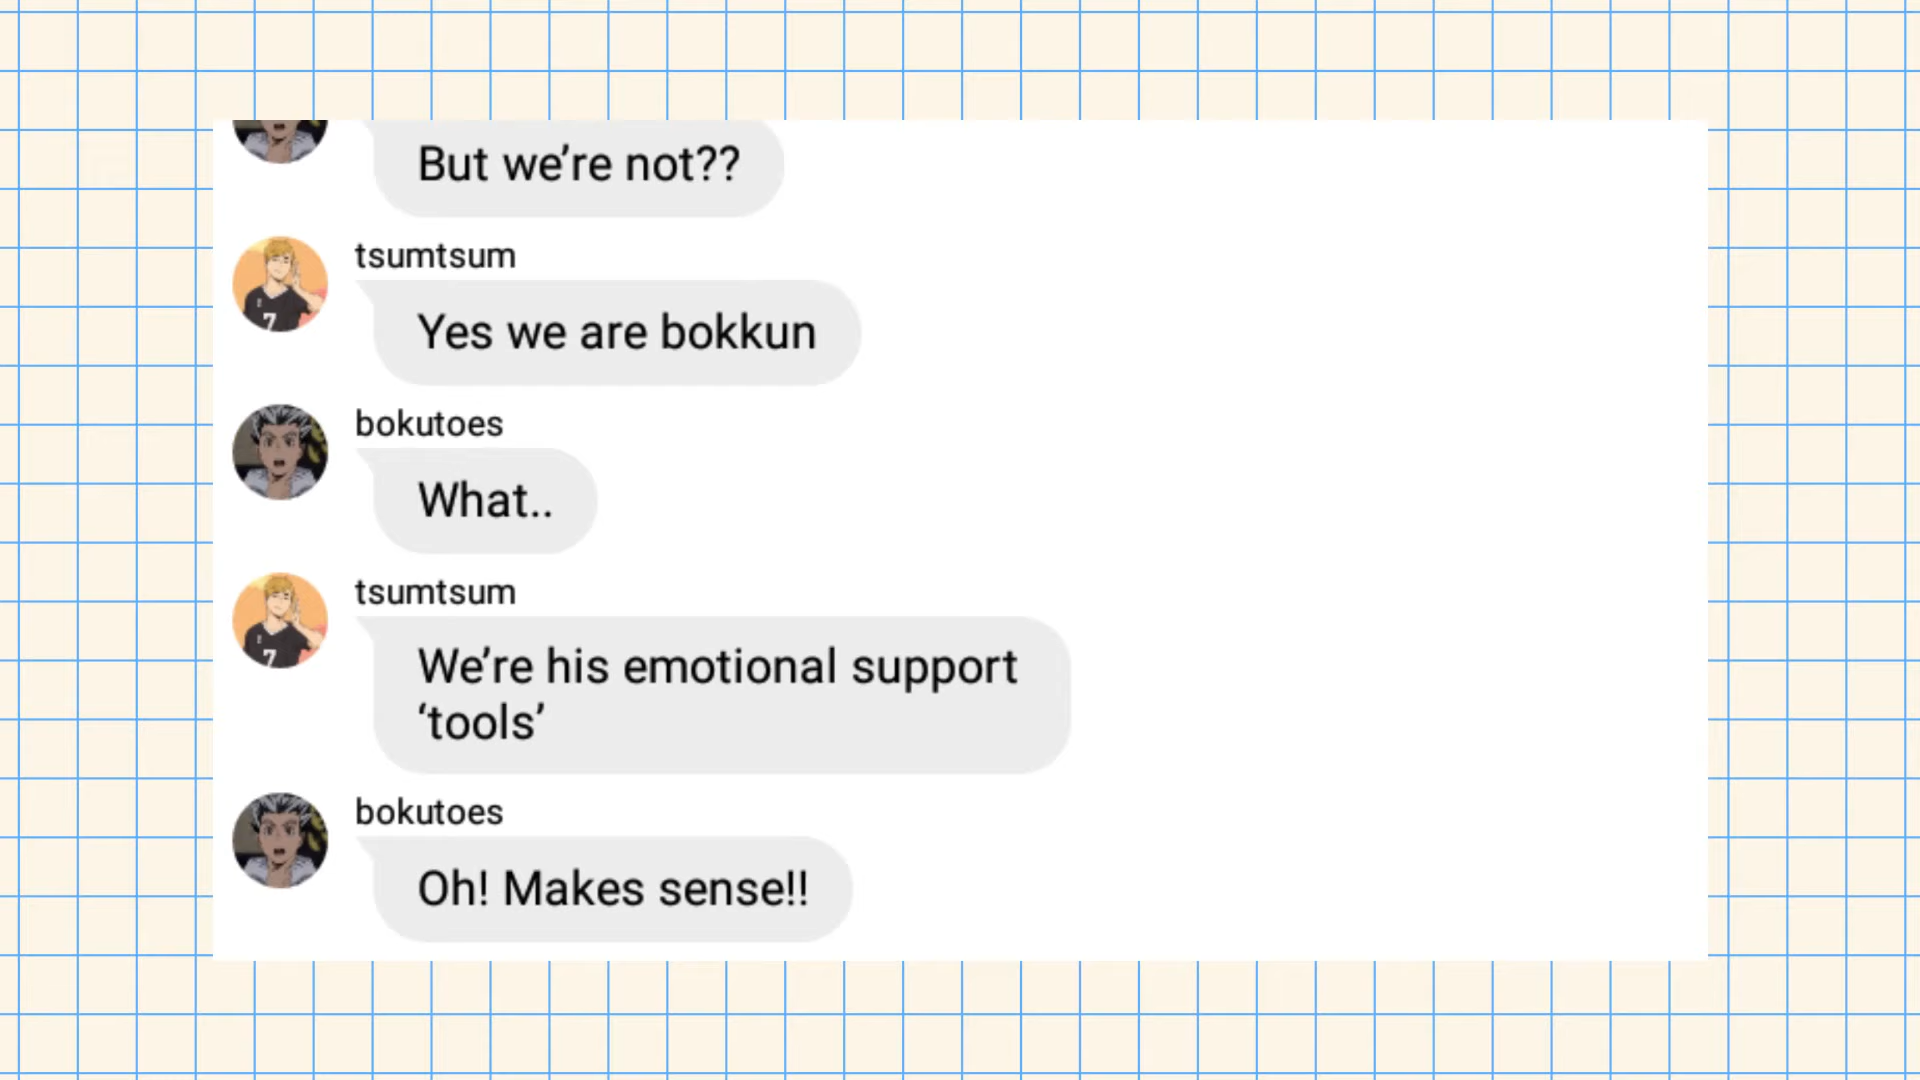 But we’re not??
tsumtsum
Yes we are bokkun
bokutoes
What..
tsumtsum
We’re his emotional support
‘tools’
bokutoes
Oh! Makes sense!!